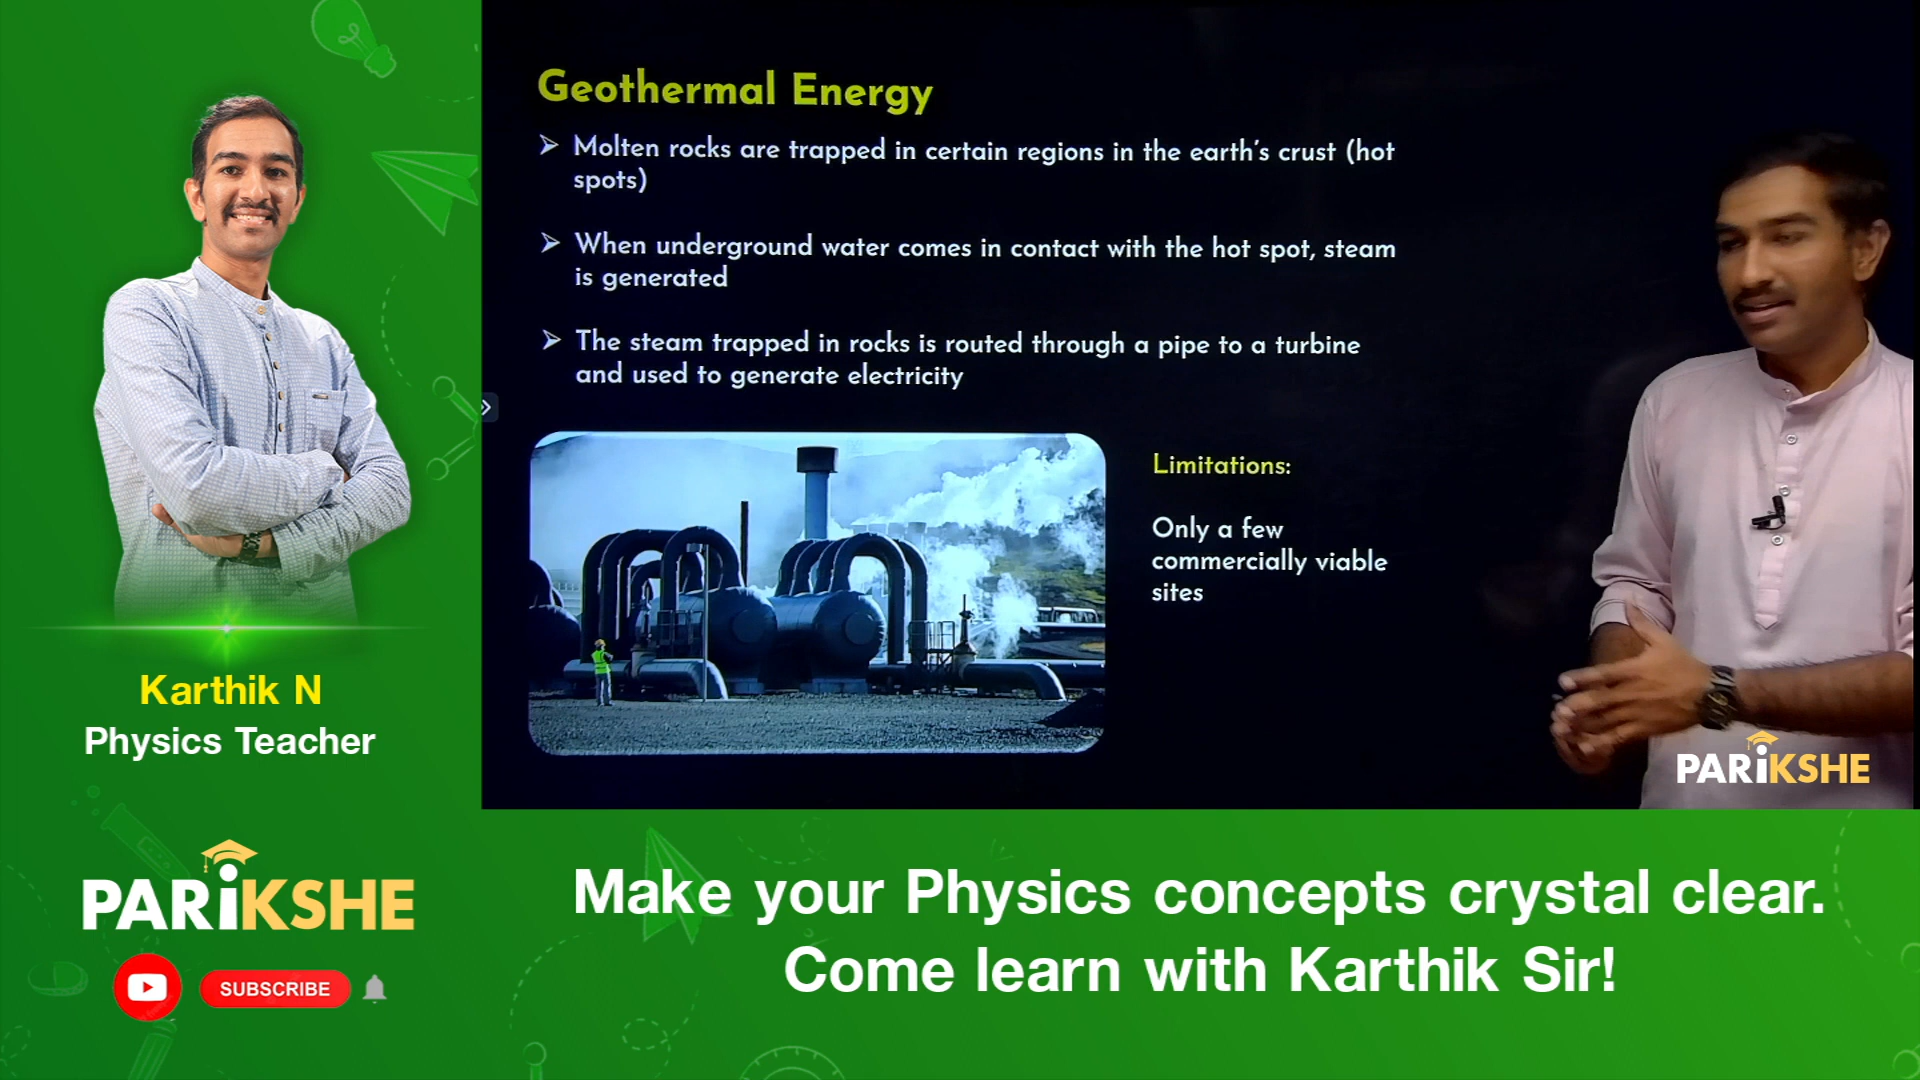 Geothermal Energy
➢ Molten rocks are trapped in certain regions in the earth's crust (hot
spots)
➢ When underground water comes in contact with the hot spot, steam
is generated
➢ The steam trapped in rocks is routed through a pipe to a turbine
and used to generate electricity
Limitations:
Only a few
commercially viable
sites
PARiKSHE
Karthik N
Physics Teacher
PARiKSHE
SUBSCRIBE
Make your Physics concepts crystal clear.
Come learn with Karthik Sir!